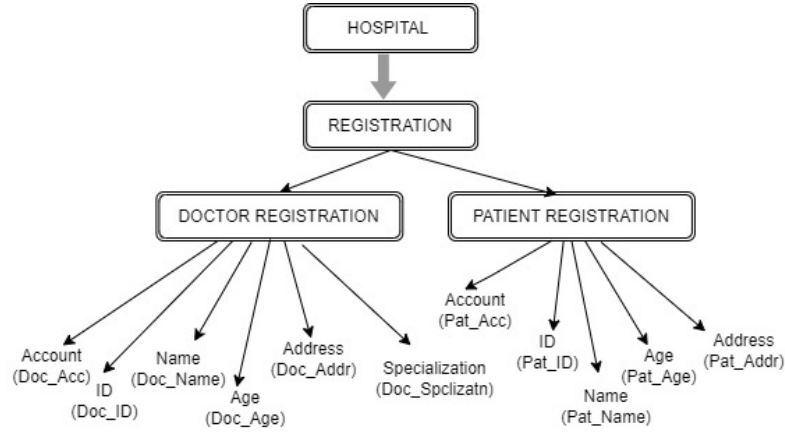 HOSPITAL
REGISTRATION
DOCTOR REGISTRATION
PATIENT REGISTRATION
Account
(Doc_Acc)
ID
(Doc_ID)
Name
(Doc_Name)
Age
(Doc_Age)
Address
(Doc_Addr)
Specialization
(Doc_Spclizatn)
Account
(Pat_Acc)
ID
(Pat_ID)
Name
(Pat_Name)
Age
(Pat_Age)
Address
(Pat_Addr)